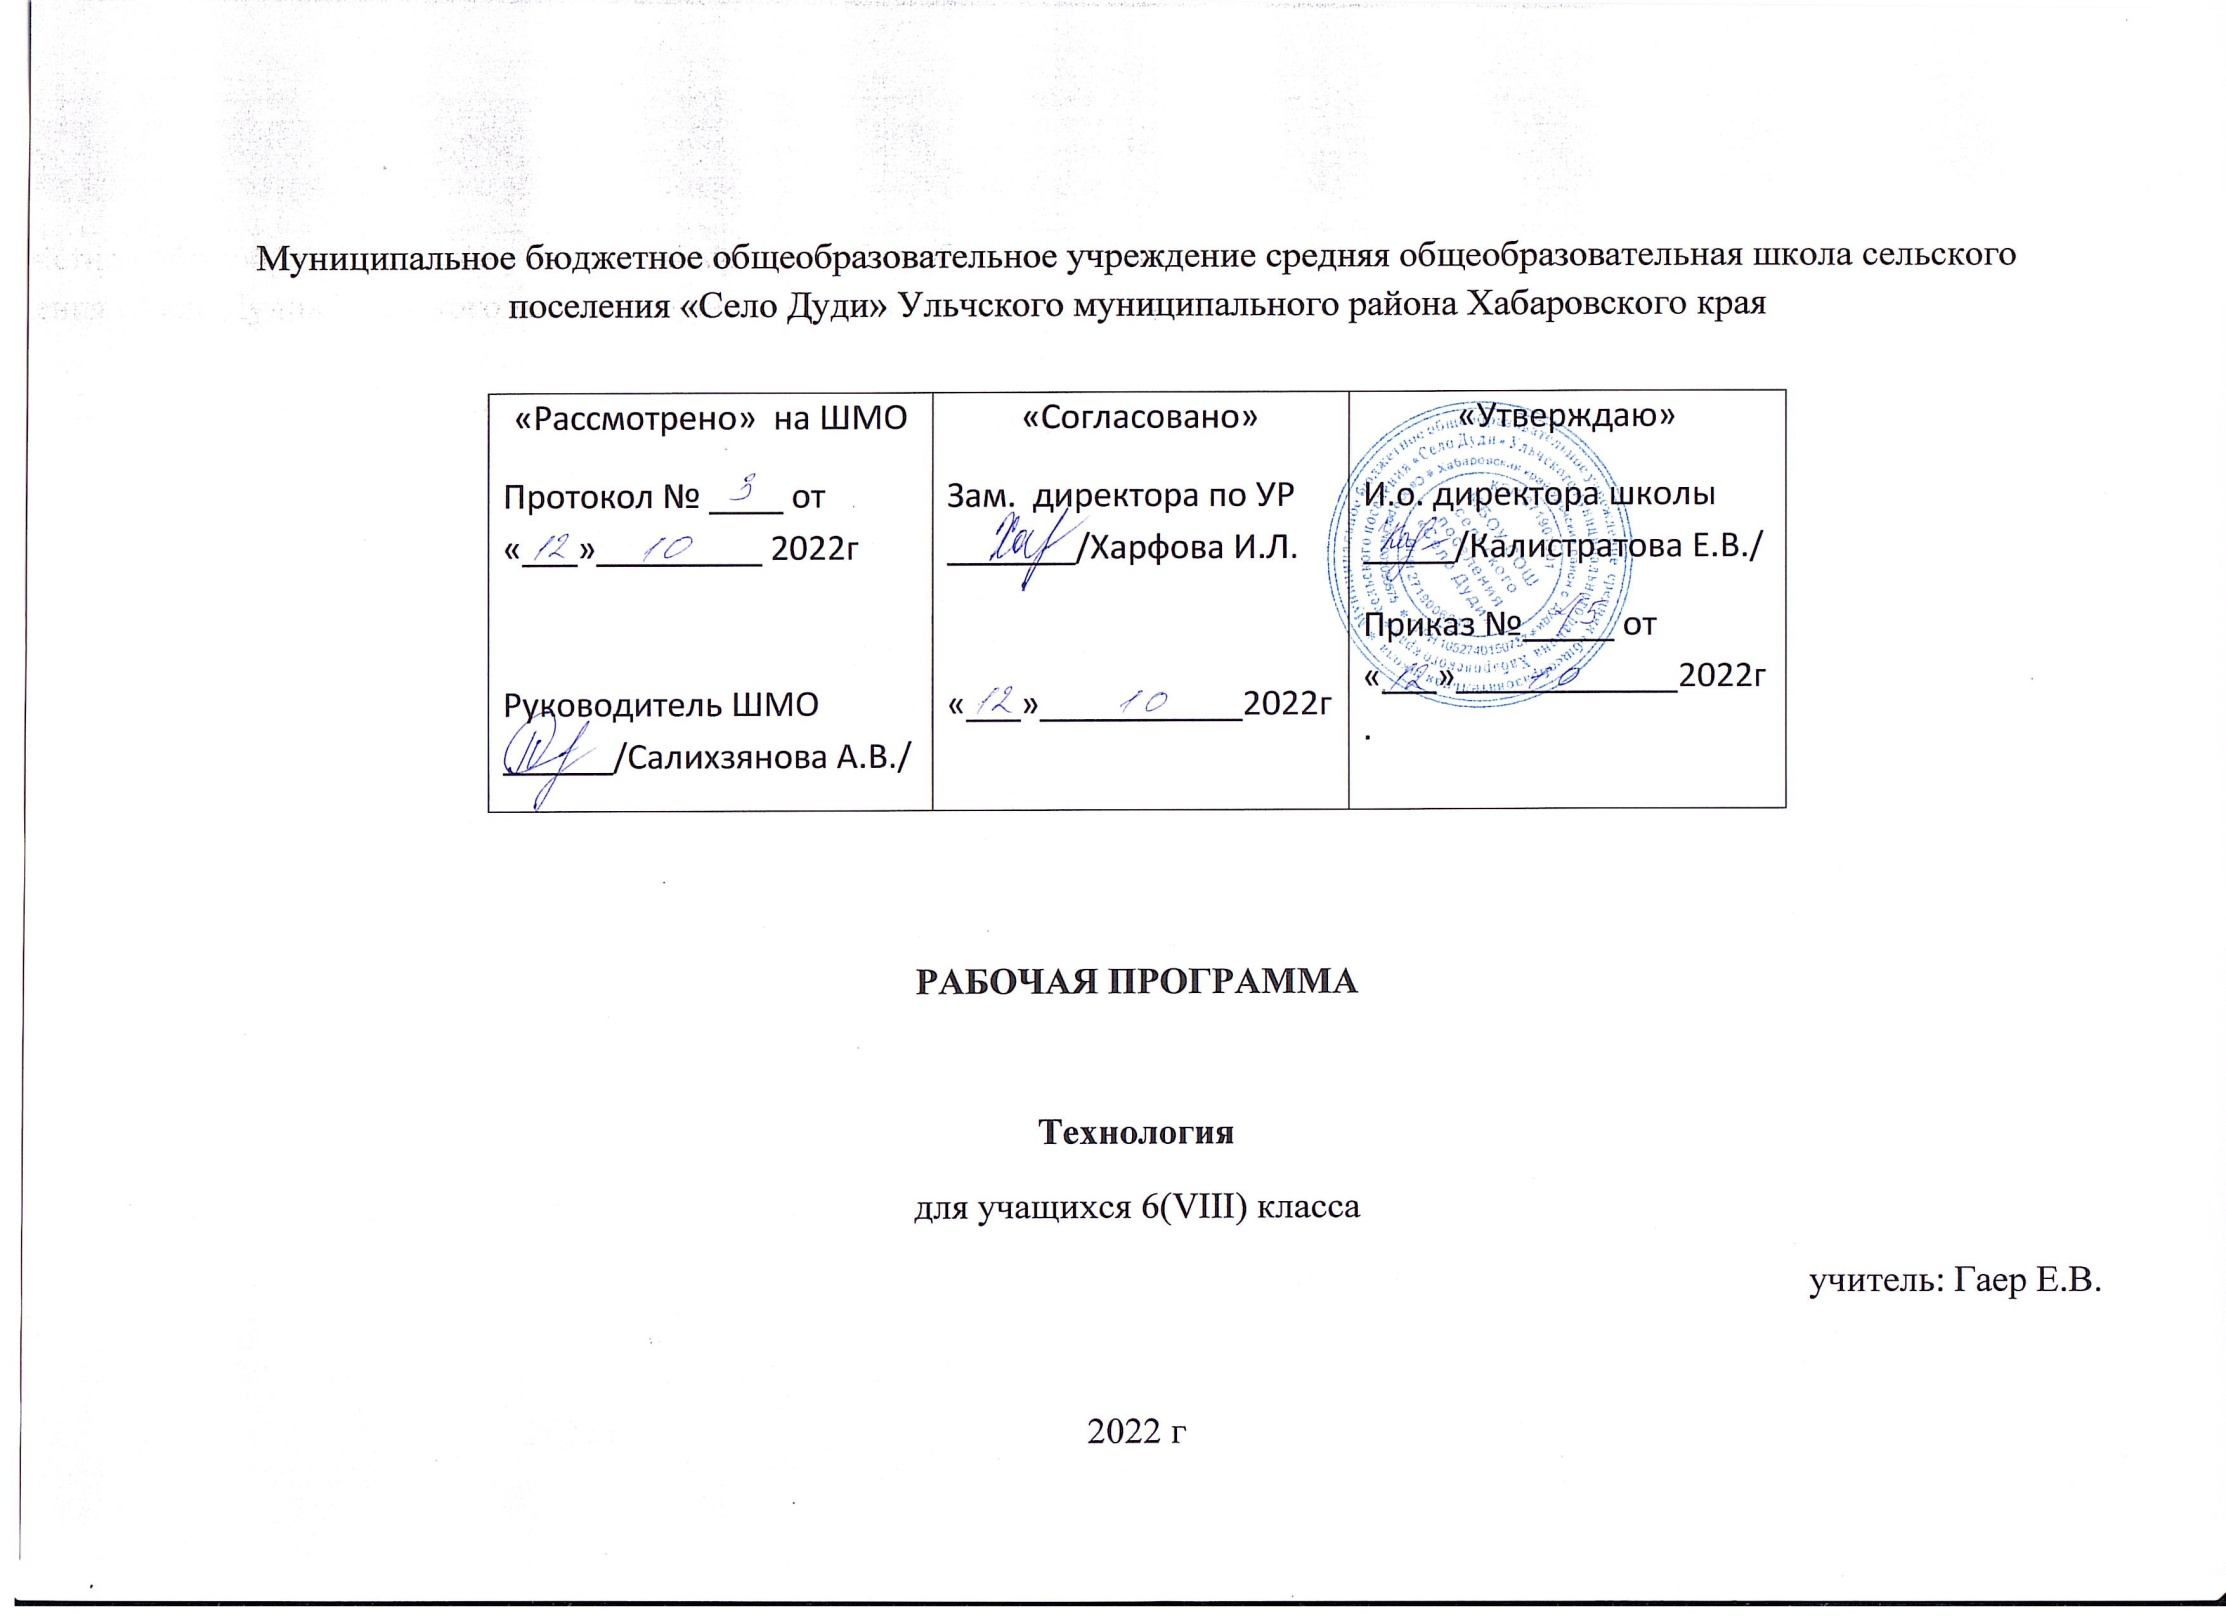 Муниципальное бюджетное общеобразовательное учреждение средняя общеобразовательная школа сельского
поселения «Село Дуди» Ульчского муниципального района Хабаровского края
«Рассмотрено» на ШМО
Протокол № 3 от
«12» 10 2022г
Руководитель ШМО
/Салихзянова А.В./
«Согласовано»
Зам. директора по УР
/Харфова И.Л.
«12» 10 2022г
«Утверждаю»
И.о. директора школы
/Калистратова Е.В./
Приказ № от
«12» 10 2022г
.
РАБОЧАЯ ПРОГРАММА
Технология
для учащихся 6(VIII) класса
учитель: Гаер Е.В.
2022 г